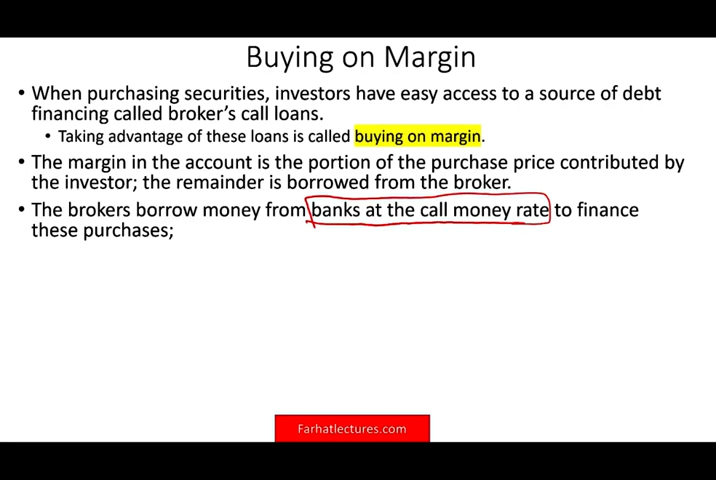 Buying on Margin
• When purchasing securities, investors have easy access to a source of debt
financing called broker's call loans.
• Taking advantage of these loans is called buying on margin.
• The margin in the account is the portion of the purchase price contributed by
the investor; the remainder is borrowed from the broker.
• The brokers borrow money from banks at the call money rate to finance
these purchases;
Farhatlectures.com